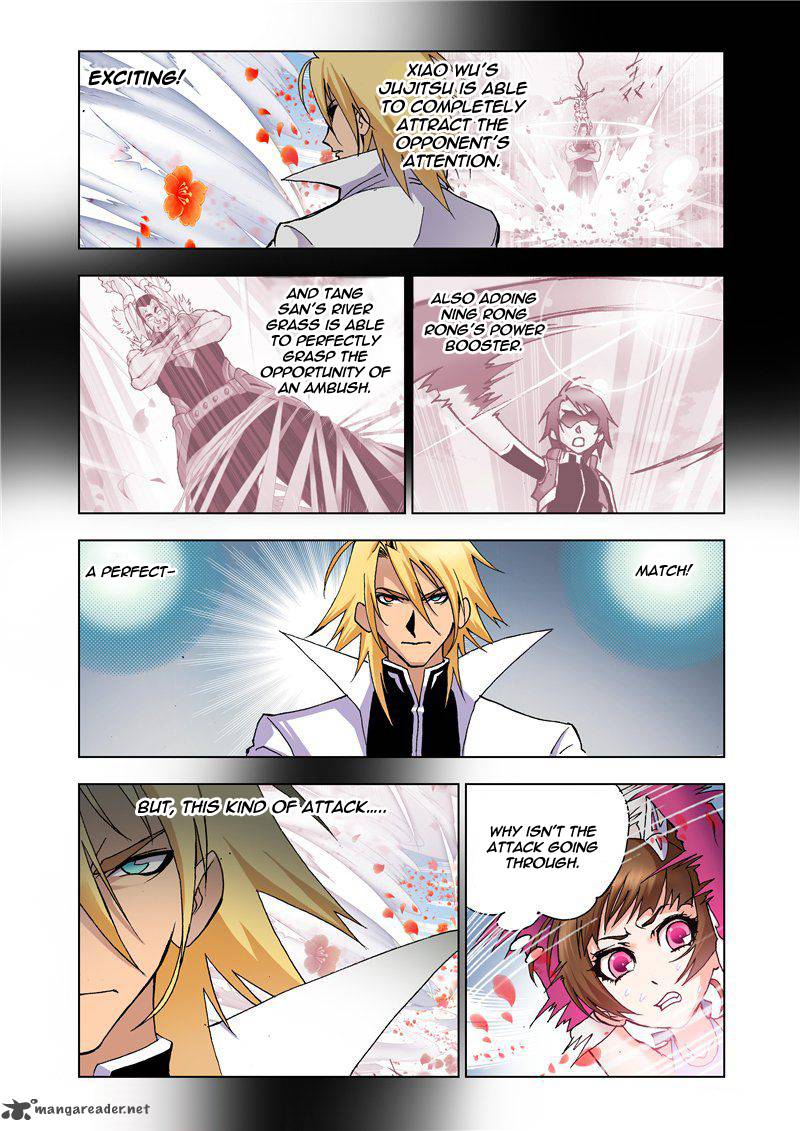 EXCITING!
XIAO WU'S
JUJITSU IS ABLE
TO COMPLETELY
ATTRACT THE
OPPONENT'S
ATTENTION.
AND TANG
SAN'S RIVER
GRASS IS ABLE
TO PERFECTLY
GRASP THE
OPPORTUNITY OF
AN AMBUSH.
ALSO ADDING
NING RONG
RONG'S POWER
BOOSTER.
A PERFECT-
MATCH!
BUT, THIS KIND OF ATTACK.....
WHY ISN'T THE
ATTACK GOING
THROUGH.
mangareader.net